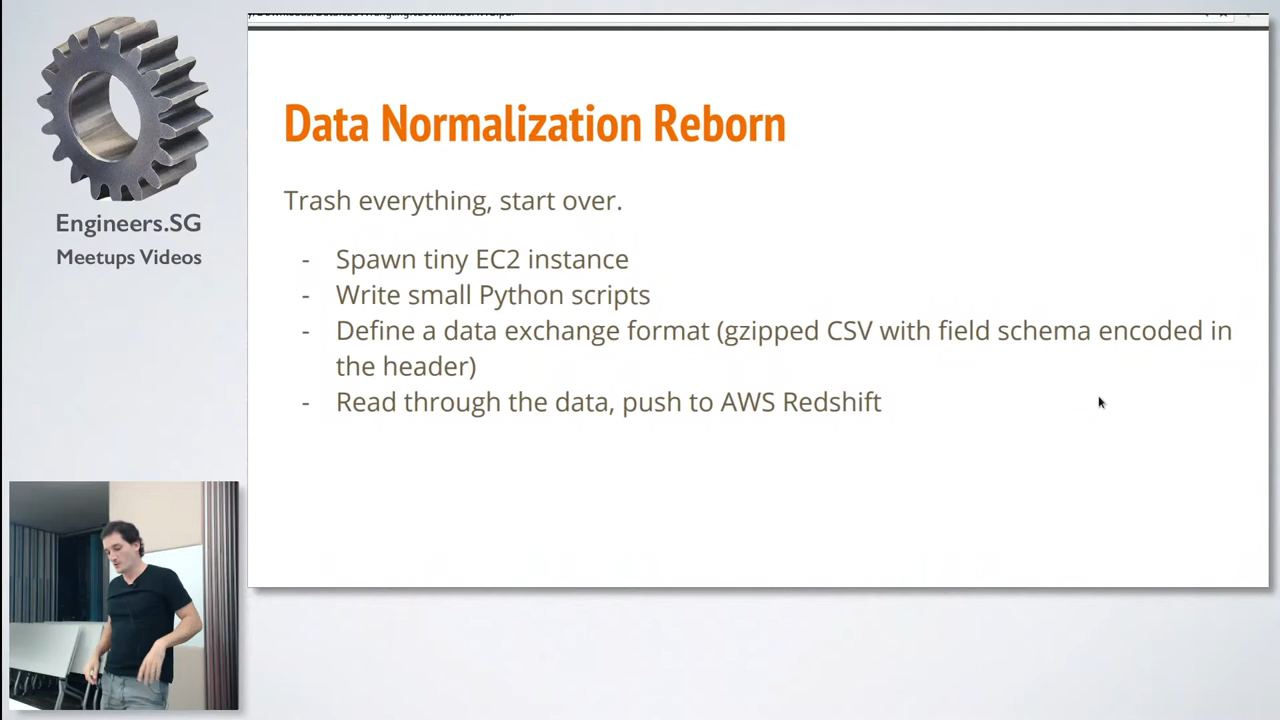 Data Normalization Reborn
Trash everything, start over.
- Spawn tiny EC2 instance
- Write small Python scripts
- Define a data exchange format (gzipped CSV with field schema encoded in
the header)
- Read through the data, push to AWS Redshift
Engineers.SG
Meetups Videos